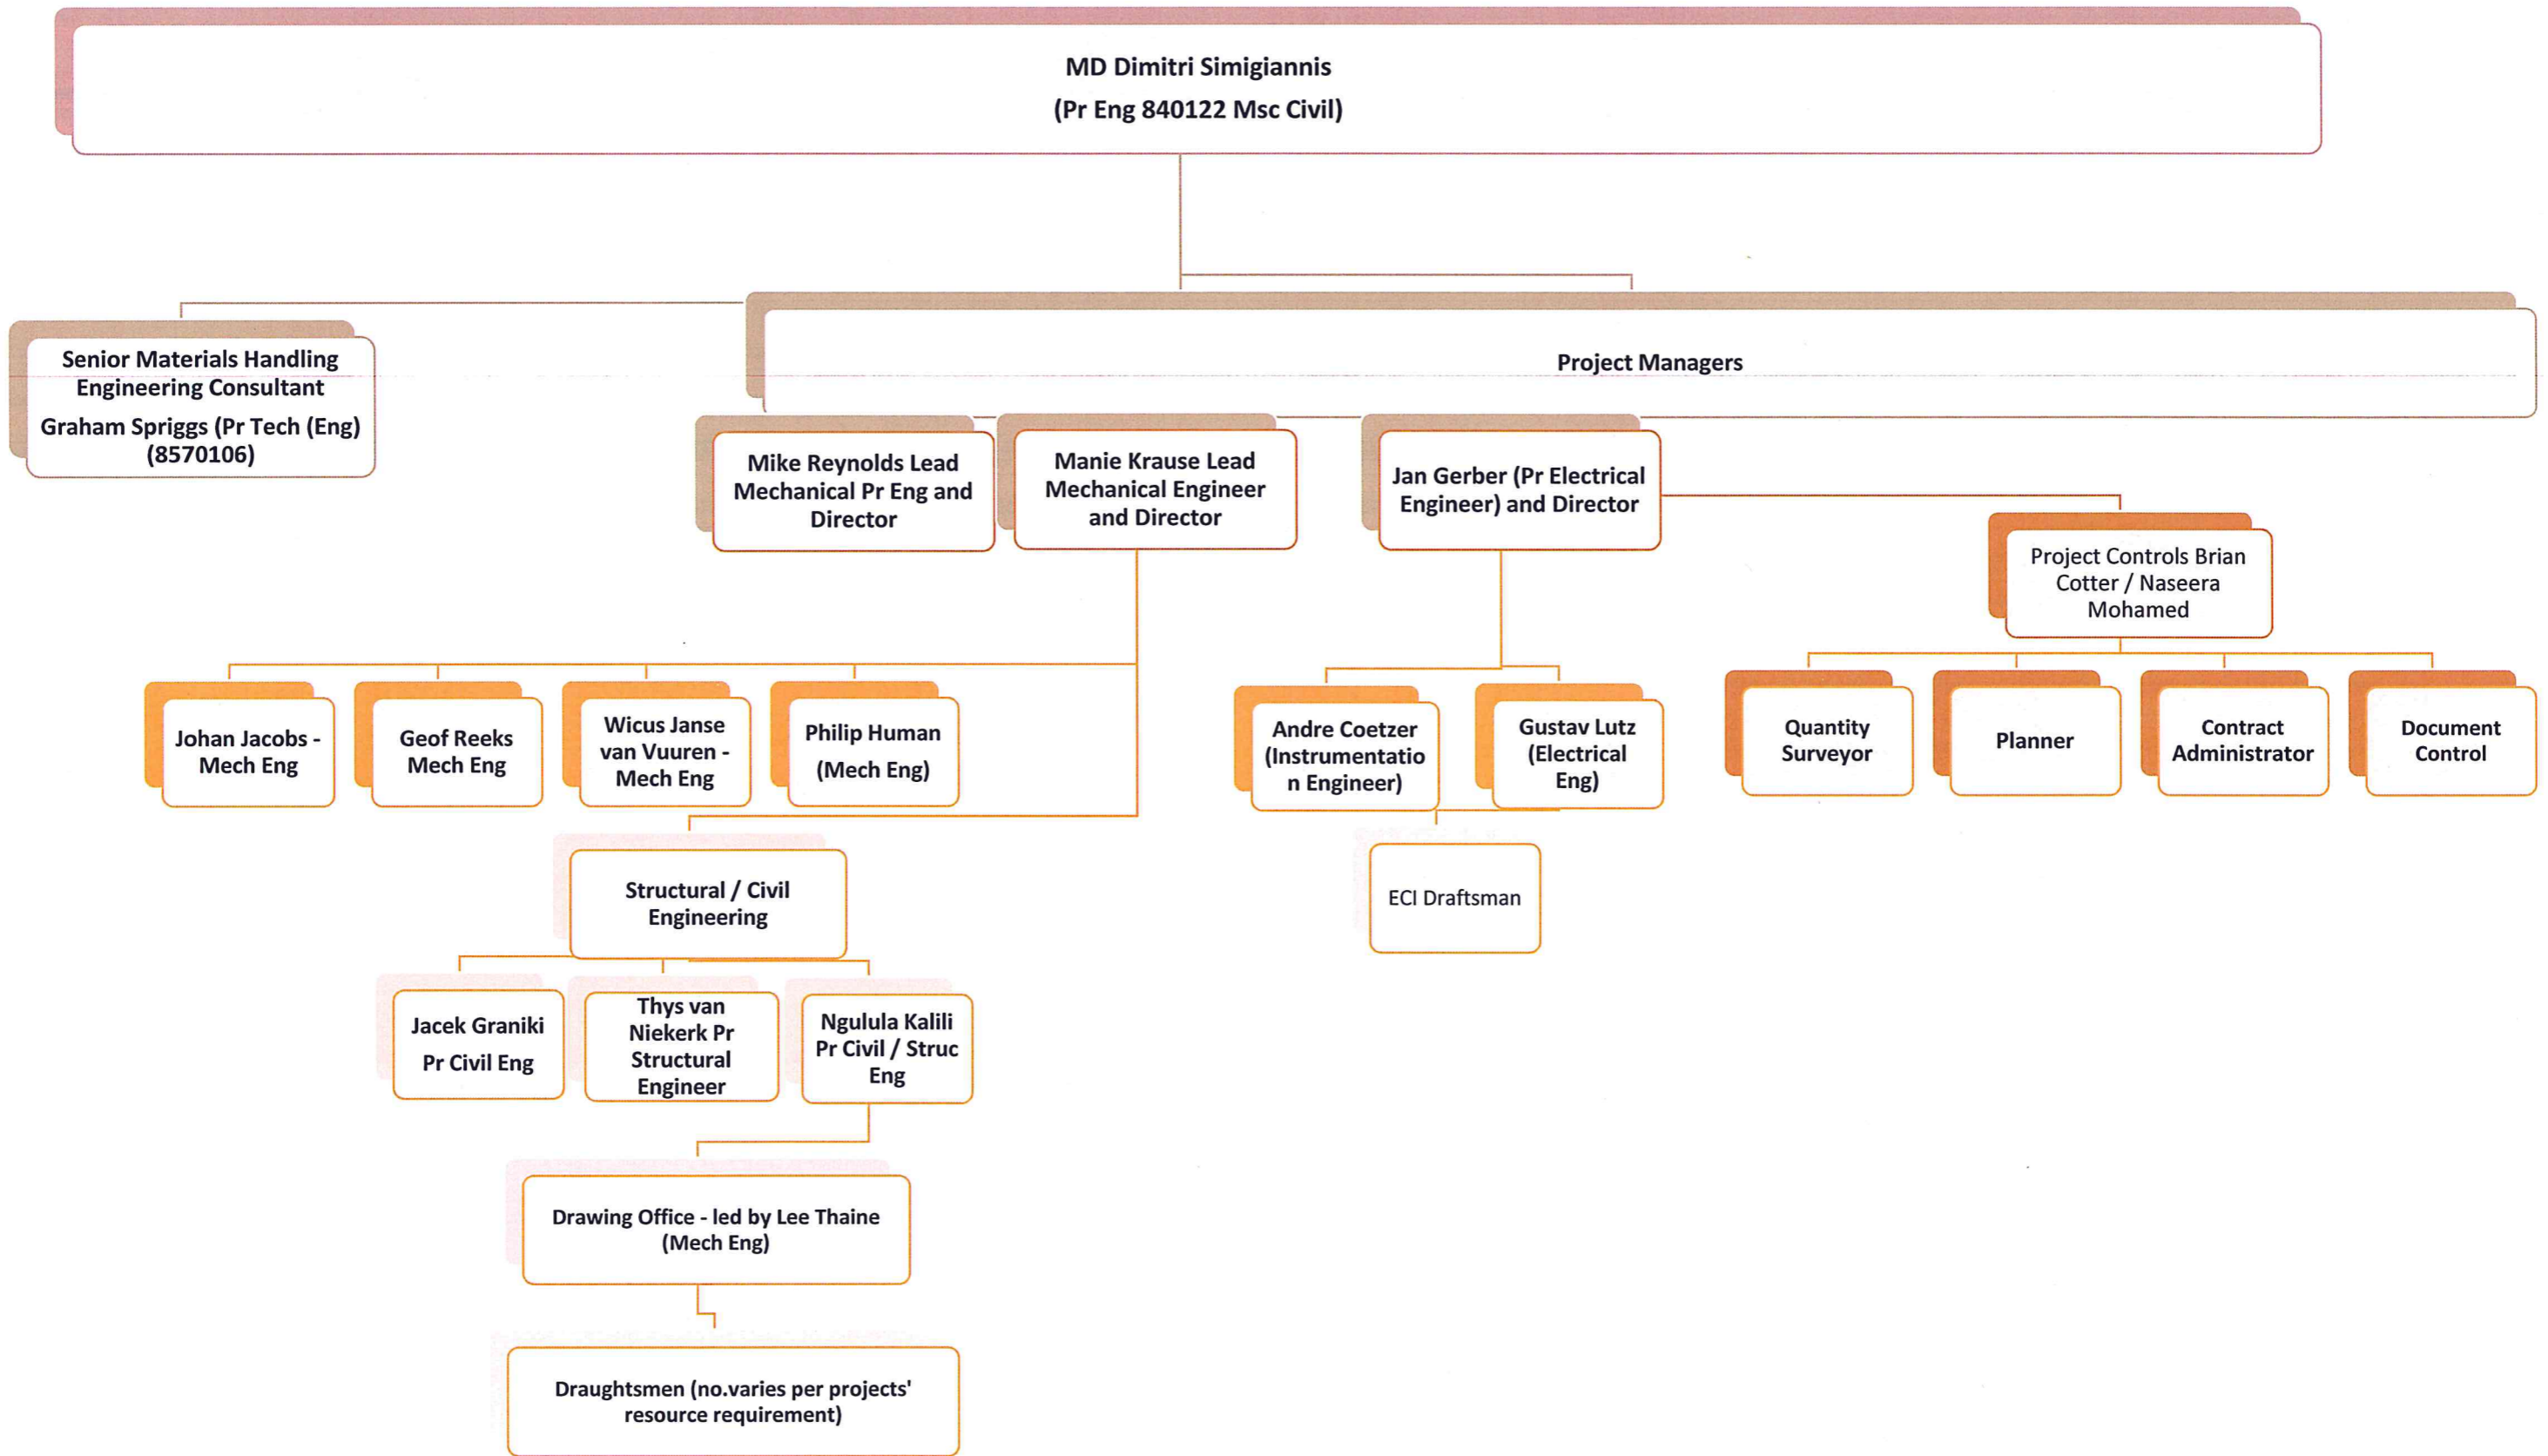 MD Dimitri Simigiannis
(Pr Eng 840122 Msc Civil)
Senior Materials Handling
Engineering Consultant
Graham Spriggs (Pr Tech (Eng)
(8570106)
Project Managers
Mike Reynolds Lead
Mechanical Pr Eng and
Director
Manie Krause Lead
Mechanical Engineer
and Director
Jan Gerber (Pr Electrical
Engineer) and Director
Project Controls Brian
Cotter / Naseera
Mohamed
Johan Jacobs -
Mech Eng
Geof Reeks
Mech Eng
Wicus Janse
van Vuuren -
Mech Eng
Philip Human
(Mech Eng)
Andre Coetzer
(Instrumentatio
n Engineer)
Gustav Lutz
(Electrical
Eng)
Quantity
Surveyor
Planner
Contract
Administrator
Document
Control
Structural / Civil
Engineering
ECI Draftsman
Jacek Graniki
Pr Civil Eng
Thys van
Niekerk Pr
Structural
Engineer
Ngulula Kalili
Pr Civil / Struc
Eng
Drawing Office - led by Lee Thaine
(Mech Eng)
Draughtsmen (no.varies per projects'
resource requirement)